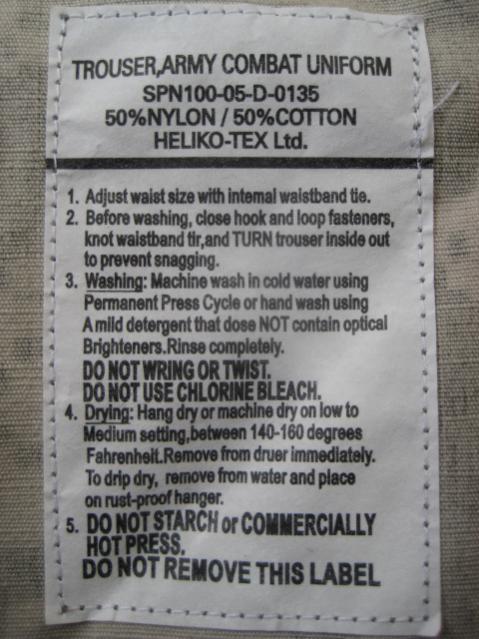 TROUSER,ARMY COMBAT UNIFORM
SPN100-05-D-0135
50%NYLON / 50%COTTON
HELIKO-TEX Ltd.
1. Adjust waist size with internal waistband tie.
2. Before washing, close hook and loop fasteners,
knot waistband tir,and TURN trouser inside out
to prevent snagging.
3. Washing: Machine wash in cold water using
Permanent Press Cycle or hand wash using
A mild detergent that dose NOT contain optical
Brighteners.Rinse completely.
DO NOT WRING OR TWIST.
DO NOT USE CHLORINE BLEACH.
4. Drying: Hang dry or machine dry on low to
Medium setting,between 140-160 degrees
Fahrenheit.Remove from druer immediately.
To drip dry, remove from water and place
on rust-proof hanger.
5. DO NOT STARCH or COMMERCIALLY
HOT PRESS.
DO NOT REMOVE THIS LABEL